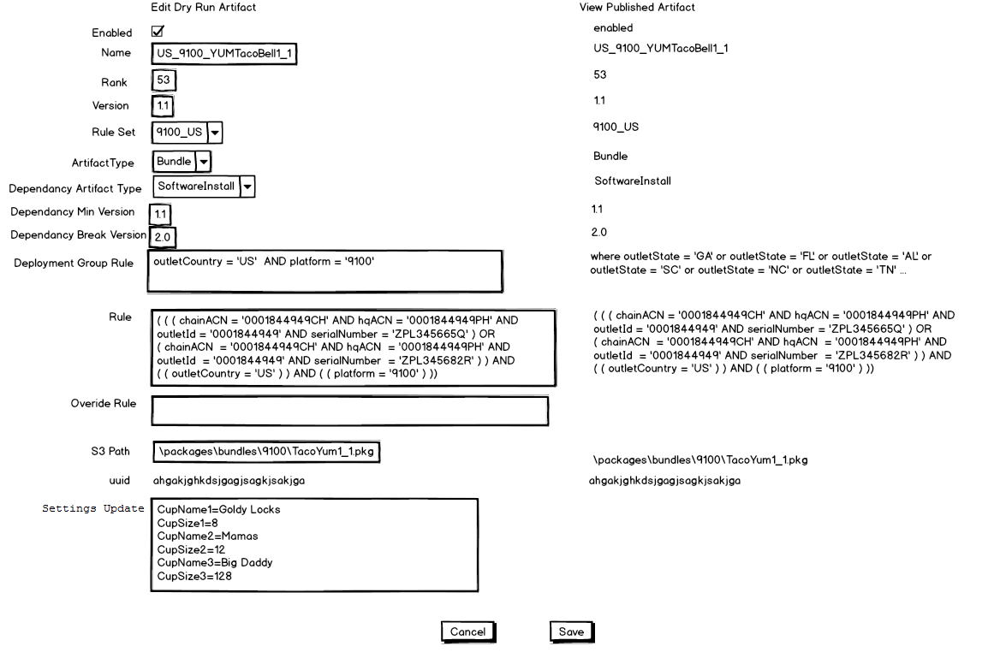 Edit Dry Run Artifact
View Published Artifact
Enabled
enabled
Name
US_9100_YUMTacoBell1_1
US_9100_YUMTacoBell1_1
Rank
53
53
Version
1.1
1.1
Rule Set
9100_US
9100_US
ArtifactType
Bundle
Bundle
Dependancy Artifact Type
SoftwareInstall
SoftwareInstall
Dependancy Min Version
1.1
1.1
Dependancy Break Version
2.0
2.0
Deployment Group Rule
outletCountry = 'US'  AND platform = '9100'
where outletState = 'GA' or outletState = 'FL' or outletState = 'AL' or
outletState = 'SC' or outletState = 'NC' or outletState = 'TN' ...
Rule
( ( ( chainACN = '0001844949CH' AND hqACN = '0001844949PH' AND
outletId = '0001844949' AND serialNumber = 'ZPL345665Q' ) OR
( chainACN  = '0001844949CH' AND hqACN  = '0001844949PH' AND
outletId  = '0001844949' AND serialNumber  = 'ZPL345682R' ) ) AND
( ( outletCountry = 'US' ) ) AND ( ( platform = '9100' ) ))
( ( ( chainACN = '0001844949CH' AND hqACN = '0001844949PH' AND
outletId = '0001844949' AND serialNumber = 'ZPL345665Q' ) OR
( chainACN  = '0001844949CH' AND hqACN  = '0001844949PH' AND
outletId  = '0001844949' AND serialNumber  = 'ZPL345682R' ) ) AND
( ( outletCountry = 'US' ) ) AND ( ( platform = '9100' ) ))
Overide Rule
S3 Path
\packages\bundles\9100\TacoYum1_1.pkg
\packages\bundles\9100\TacoYum1_1.pkg
uuid
ahgakjghkdsjgagjsagkjsakjga
ahgakjghkdsjgagjsagkjsakjga
Settings Update
CupName1=Goldy Locks
CupSize1=8
CupName2=Mamas
CupSize2=12
CupName3=Big Daddy
CupSize3=128
Cancel
Save